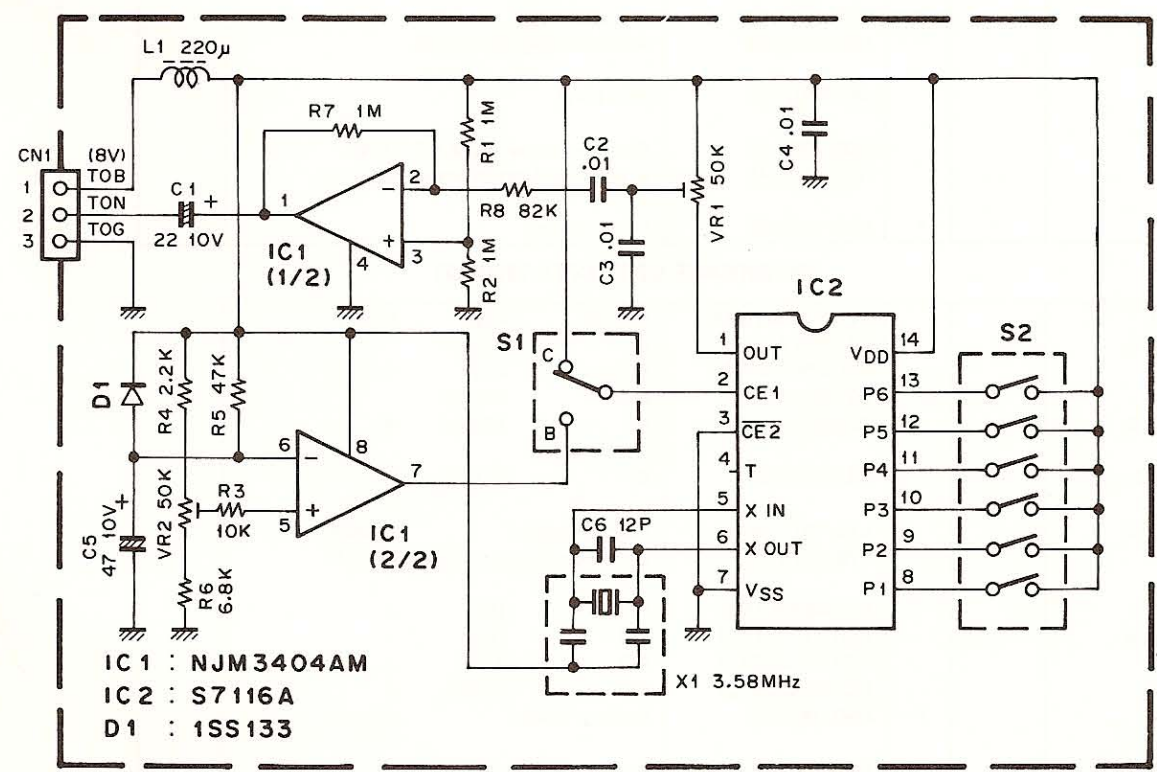 L1 220μ
R7 1M
R1 1M
C4 .01
CN1
(8V)
TOB
1
TON
2
TOG
3
C1
+
22 10V
1
2
-
+
3
4
IC1
(1/2)
R2 1M
R8 82K
C2
.01
C3 .01
VR1 50K
IC2
S1
C
B
S2
D1
R4 2.2K
R5 47K
6
-
8
7
+
5
R3
10K
VR2 50K
IC1
(2/2)
C5
47 10V
+
R6
6.8K
1 OUT
VDD 14
2 CE1
P6 13
3 CE2
P5 12
4 T
P4 11
5 X IN
P3 10
6 X OUT
P2 9
7 VSS
P1 8
C6 12P
X1 3.58MHz
IC1 : NJM3404AM
IC2 : S7116A
D1 : 1SS133